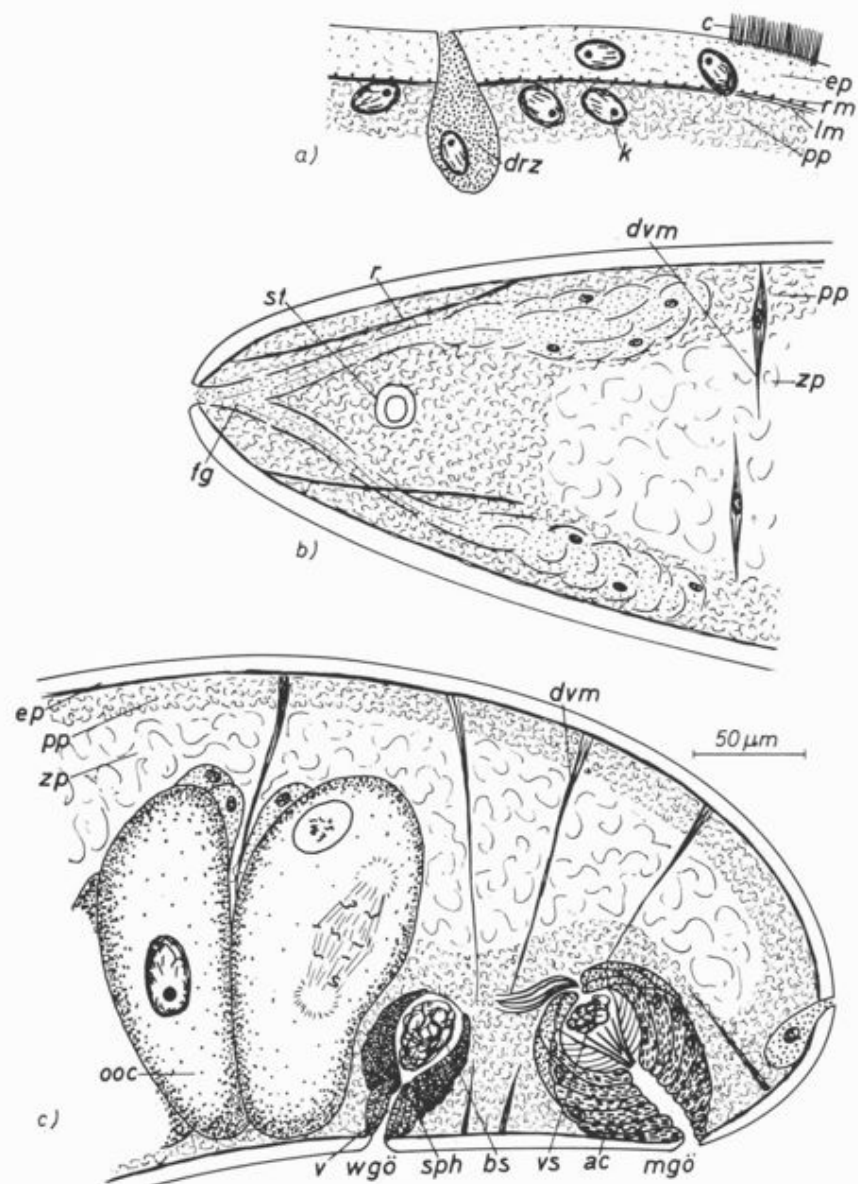 c
ep
rm
lm
pp
k
drz
a)
dvm
r
st
pp
zp
fg
b)
dvm
ep
pp
zp
50 µm
ooc
c)
v wgö sph bs vs ac mgö